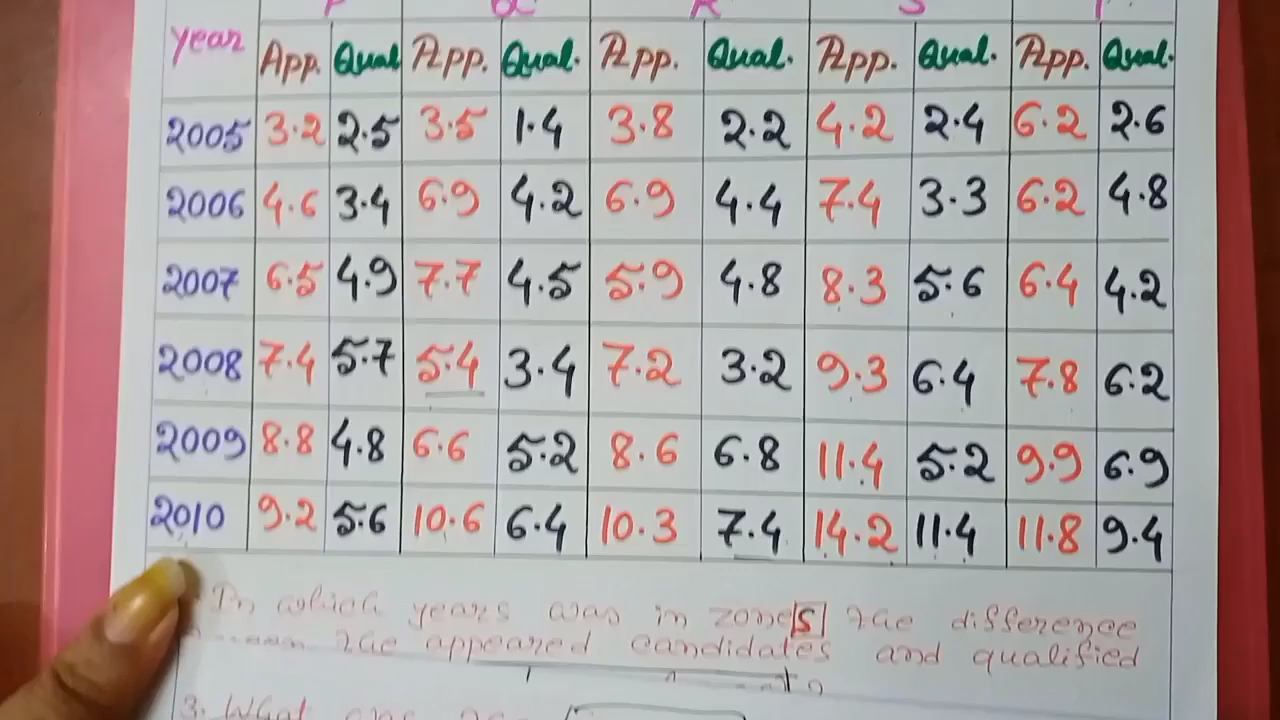 P Q R S T
year App. Qual App. Qual. App. Qual. App. Qual. App. Qual.
2005 3.2 2.5 3.5 1.4 3.8 2.2 4.2 2.4 6.2 2.6
2006 4.6 3.4 6.9 4.2 6.9 4.4 7.4 3.3 6.2 4.8
2007 6.5 4.9 7.7 4.5 5.9 4.8 8.3 5.6 6.4 4.2
2008 7.4 5.7 5.4 3.4 7.2 3.2 9.3 6.4 7.8 6.2
2009 8.8 4.8 6.6 5.2 8.6 6.8 11.4 5.2 9.9 6.9
2010 9.2 5.6 10.6 6.4 10.3 7.4 14.2 11.4 11.8 9.4
In which years was in zone S the difference
the appeared candidates and qualified
3. What